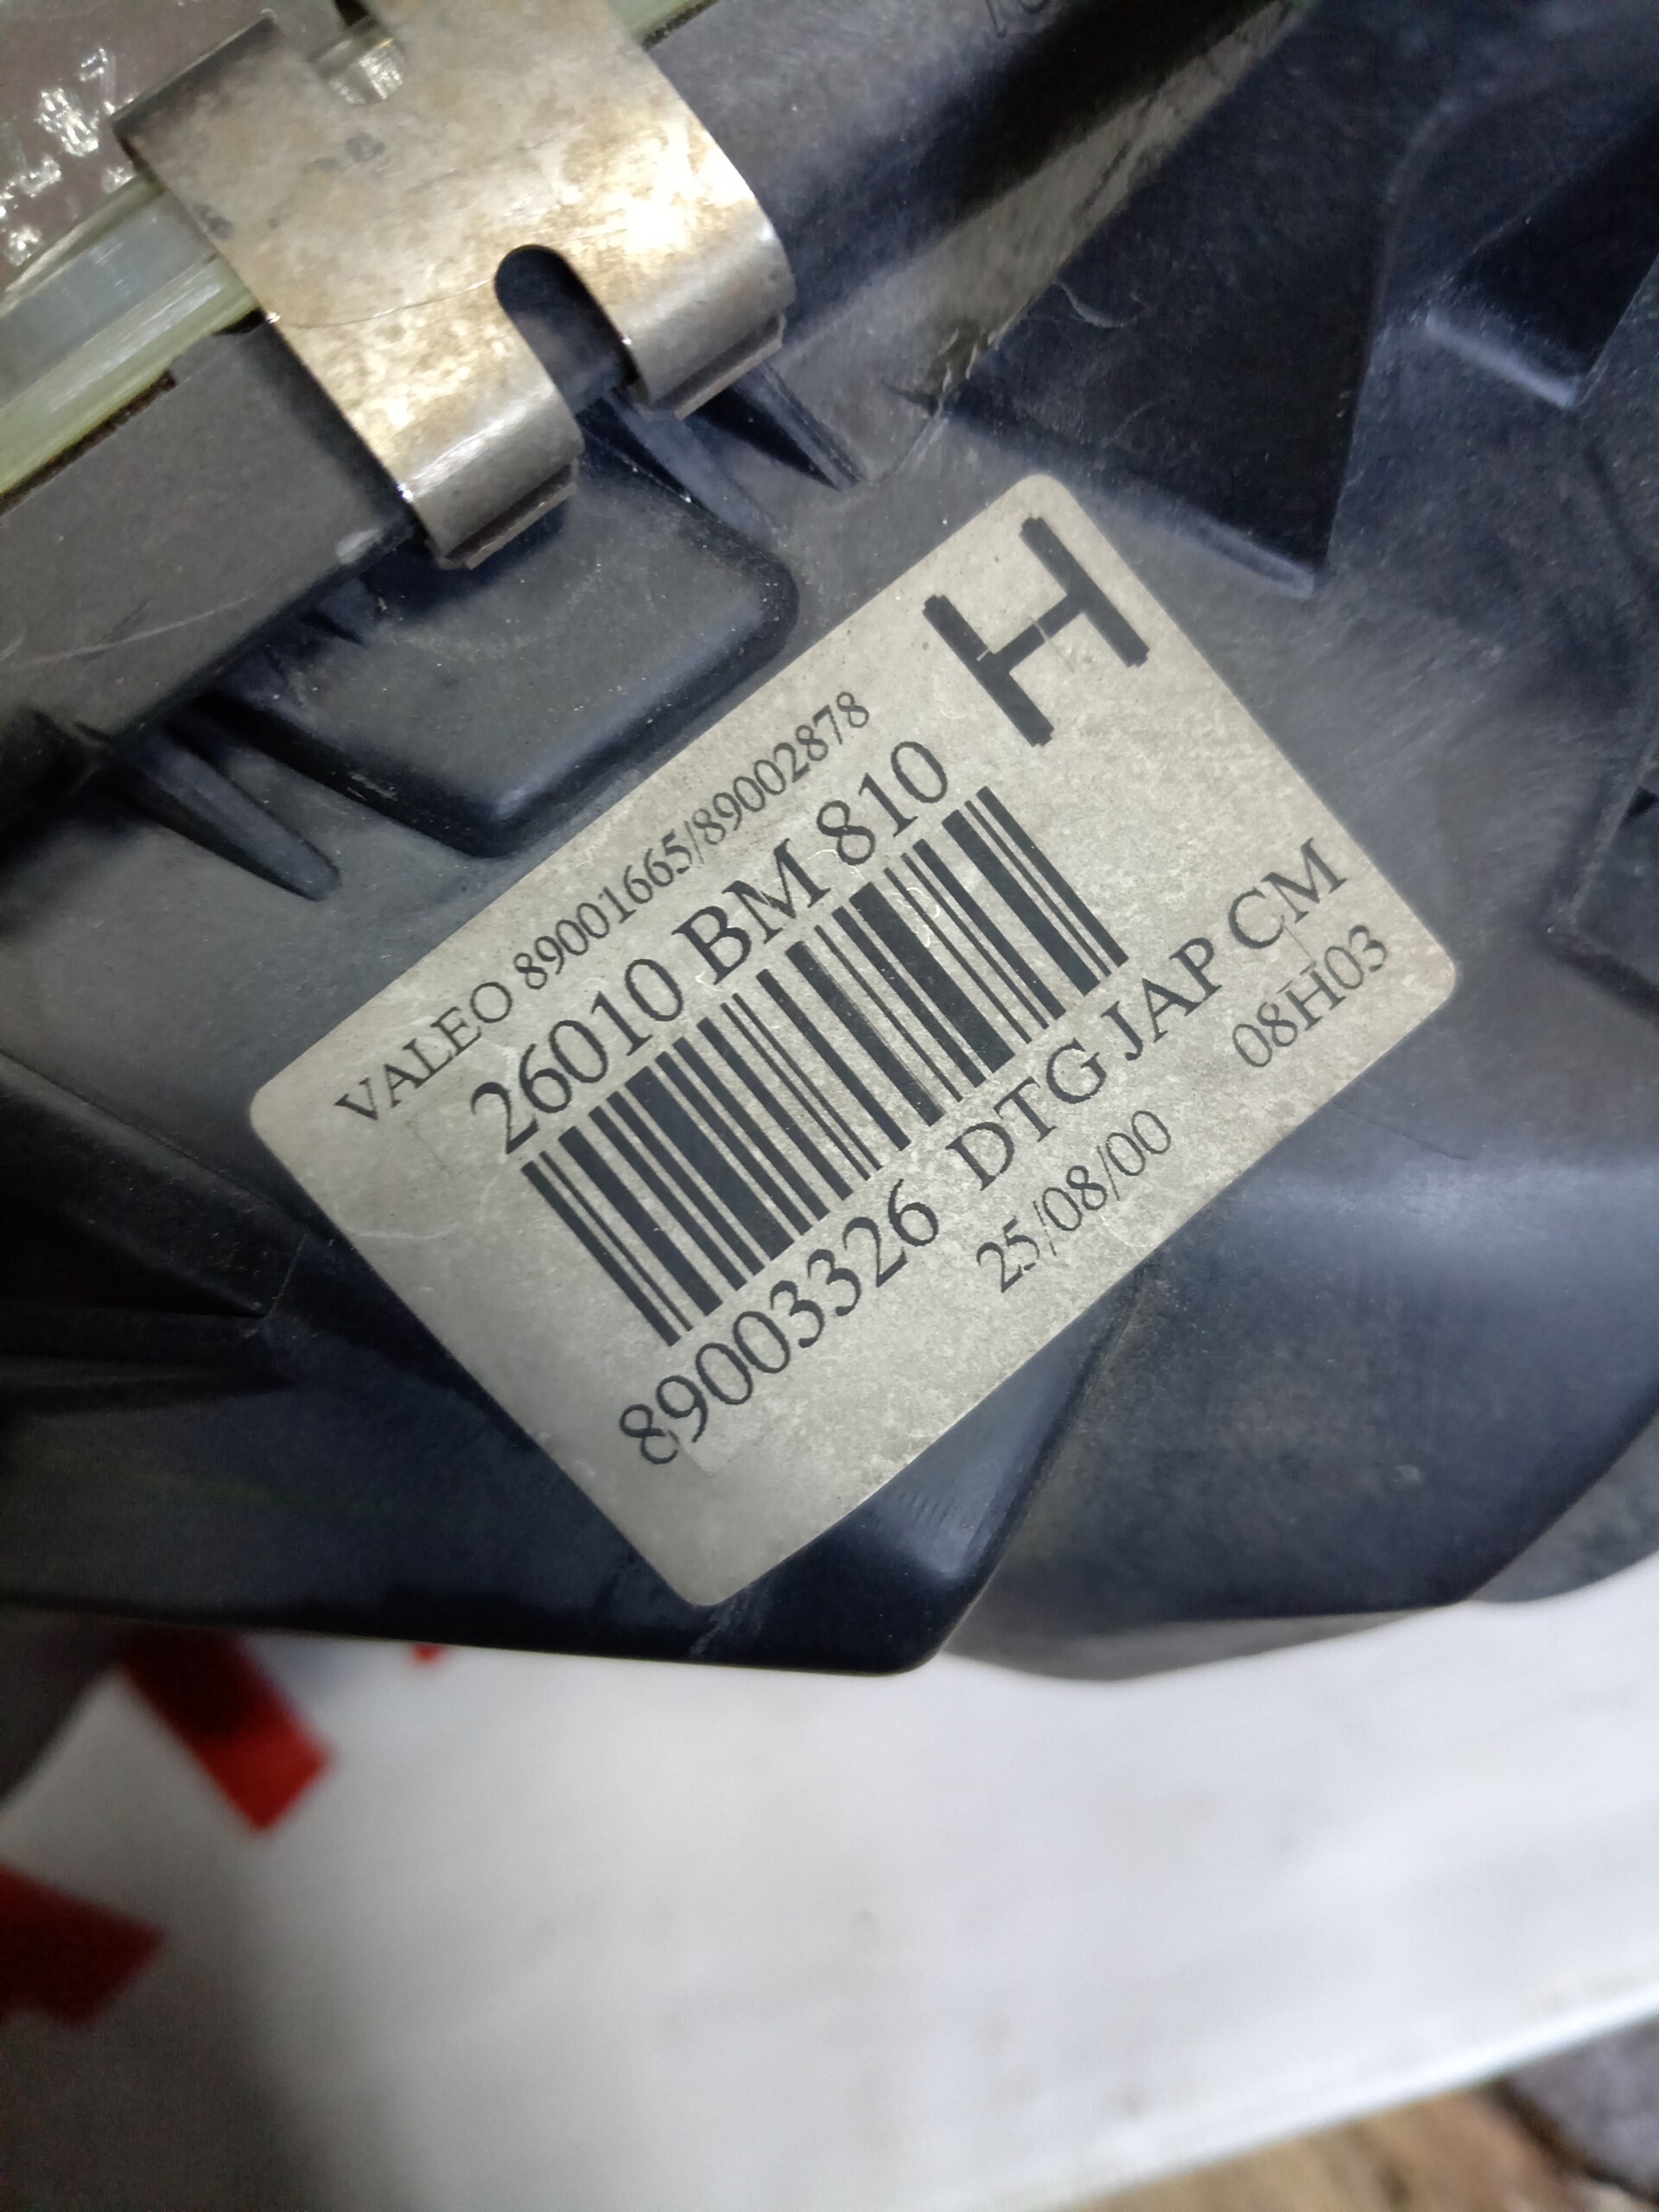 VALEO 89001665/89002878
H
26010 BM 810
89003326 DTG JAP CM
25/08/00 08H03